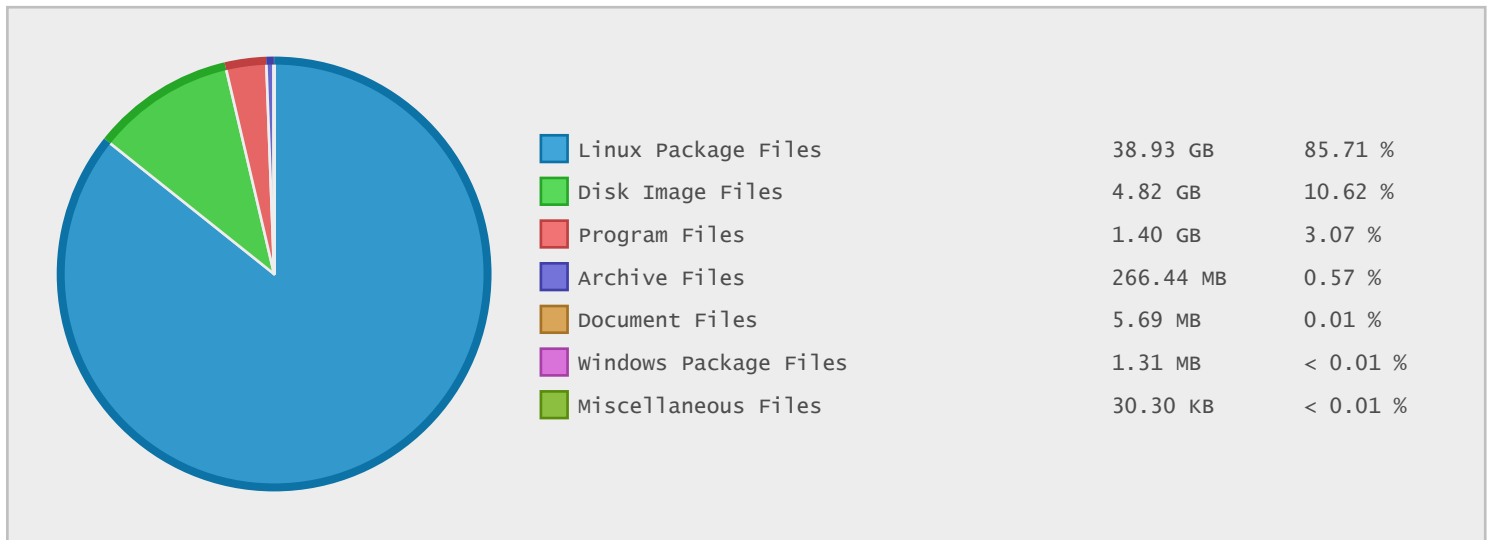 Linux Package Files 38.93 GB 85.71 %
Disk Image Files 4.82 GB 10.62 %
Program Files 1.40 GB 3.07 %
Archive Files 266.44 MB 0.57 %
Document Files 5.69 MB 0.01 %
Windows Package Files 1.31 MB < 0.01 %
Miscellaneous Files 30.30 KB < 0.01 %